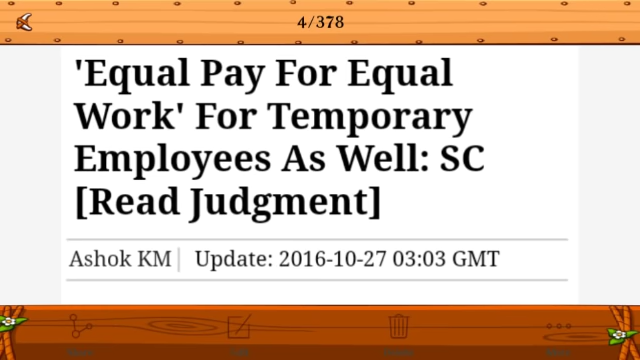 4/378
'Equal Pay For Equal
Work' For Temporary
Employees As Well: SC
[Read Judgment]
Ashok KM | Update: 2016-10-27 03:03 GMT